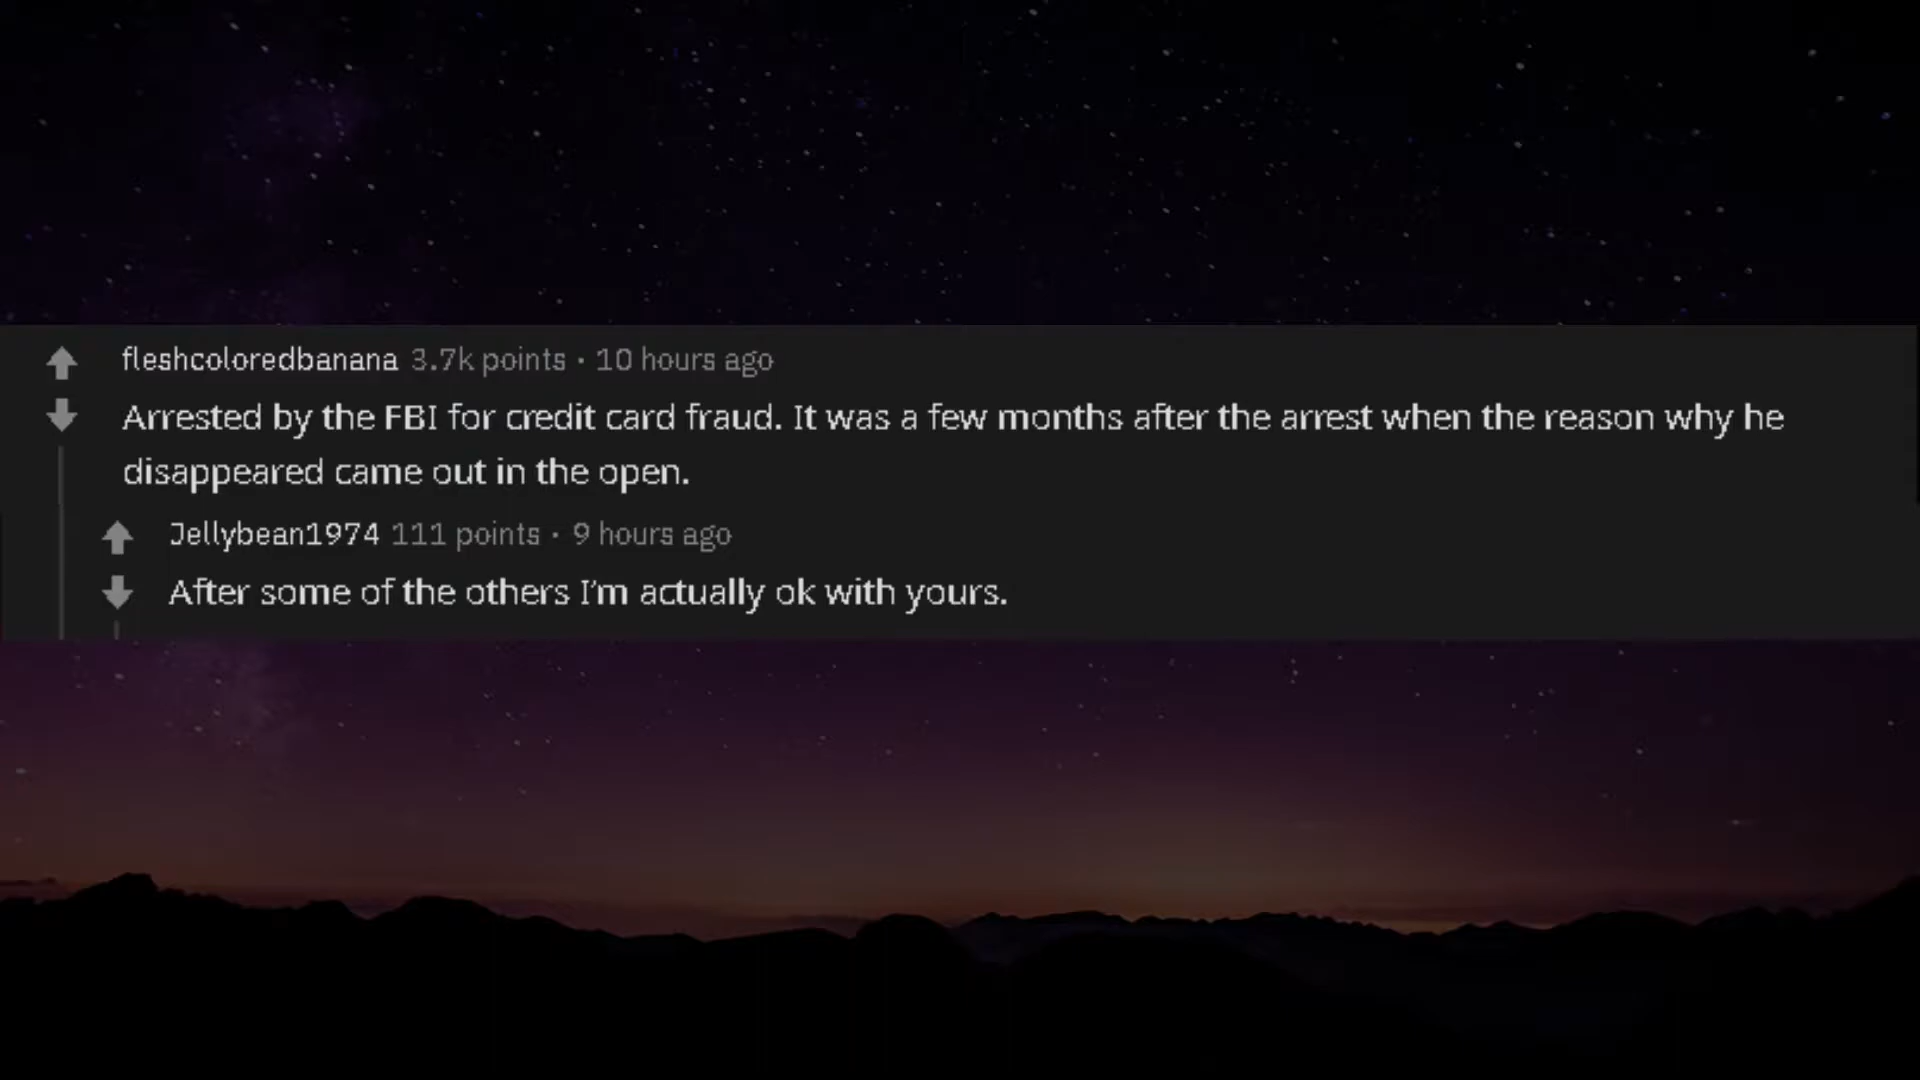 fleshcoloredbanana 3.7k points · 10 hours ago
Arrested by the FBI for credit card fraud. It was a few months after the arrest when the reason why he
disappeared came out in the open.
Jellybean1974 111 points · 9 hours ago
After some of the others I'm actually ok with yours.